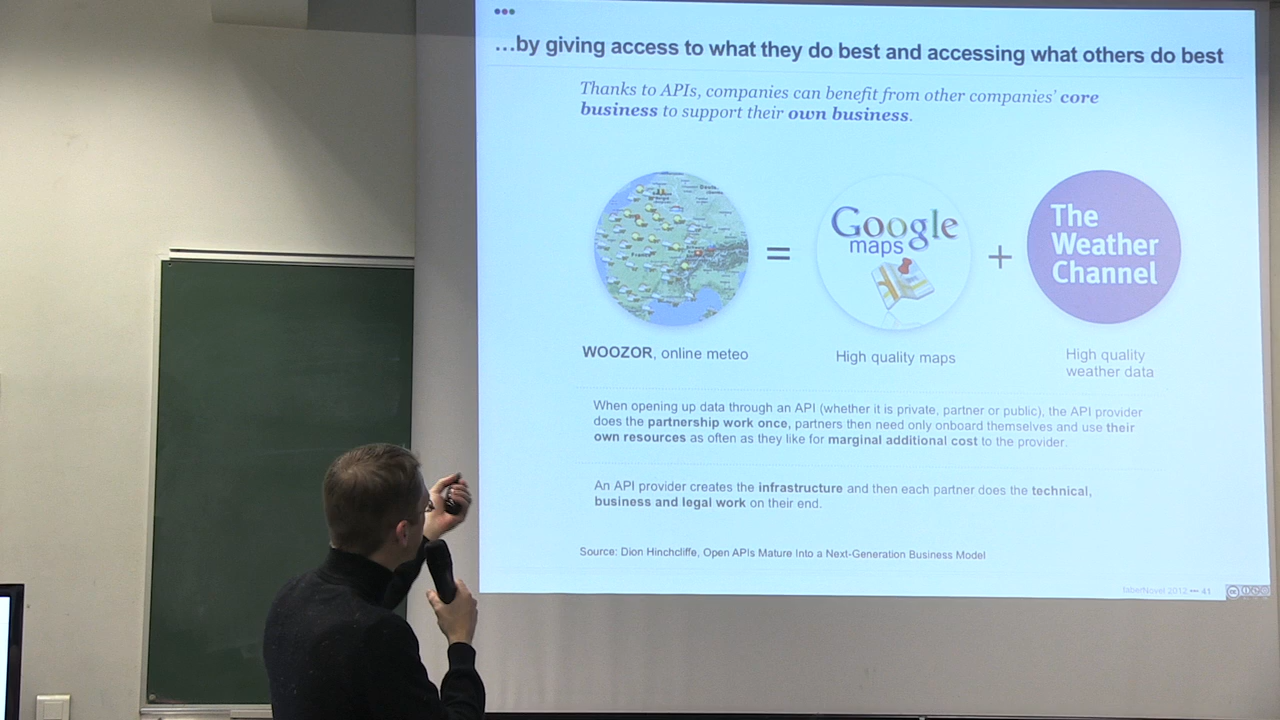 …by giving access to what they do best and accessing what others do best
Thanks to APIs, companies can benefit from other companies' core
business to support their own business.
=
Google
maps
+
The
Weather
Channel
WOOZOR, online meteo
High quality maps
High quality
weather data
When opening up data through an API (whether it is private, partner or public), the API provider
does the partnership work once, partners then need only onboard themselves and use their
own resources as often as they like for marginal additional cost to the provider.
An API provider creates the infrastructure and then each partner does the technical,
business and legal work on their end.
Source: Dion Hinchcliffe, Open APIs Mature Into a Next-Generation Business Model
faberNovel 2012 ••• 41